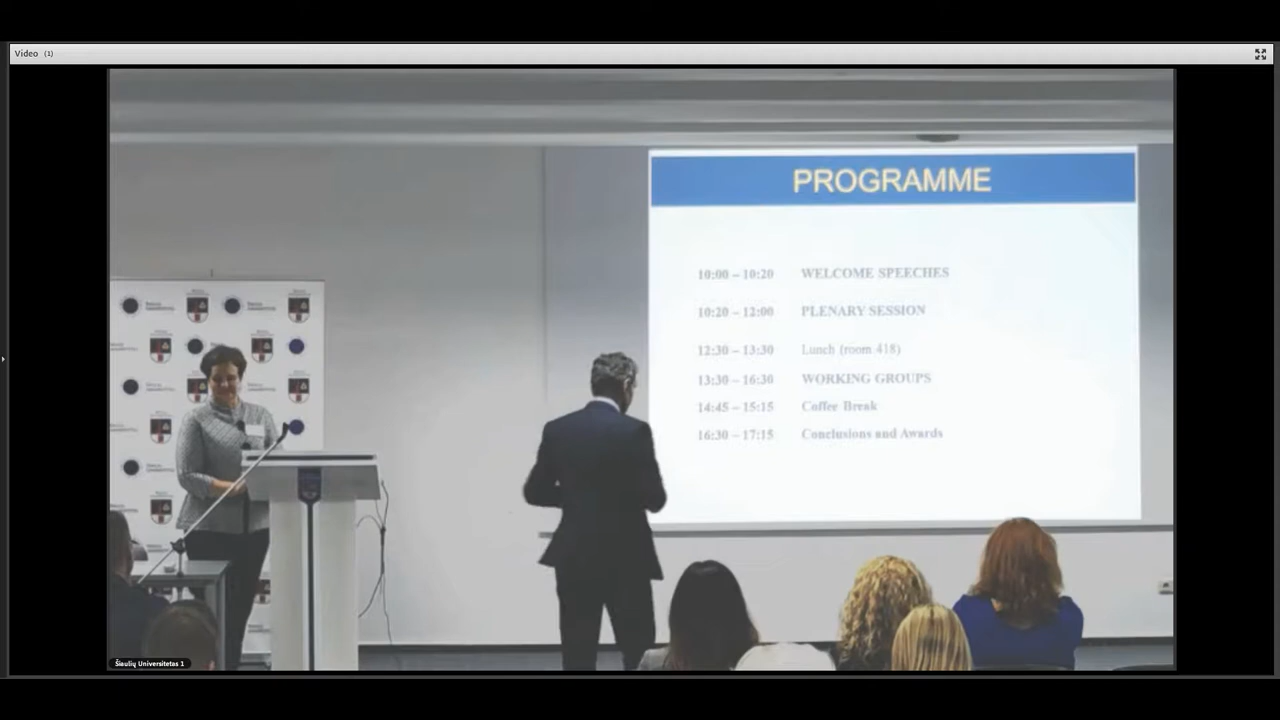 Video (1)
PROGRAMME
10:00 – 10:20 WELCOME SPEECHES
10:20 – 12:00 PLENARY SESSION
12:30 – 13:30 Lunch (room 418)
13:30 – 16:30 WORKING GROUPS
14:45 – 15:15 Coffee Break
16:30 – 17:15 Conclusions and Awards
Šiaulių Universitetas 1